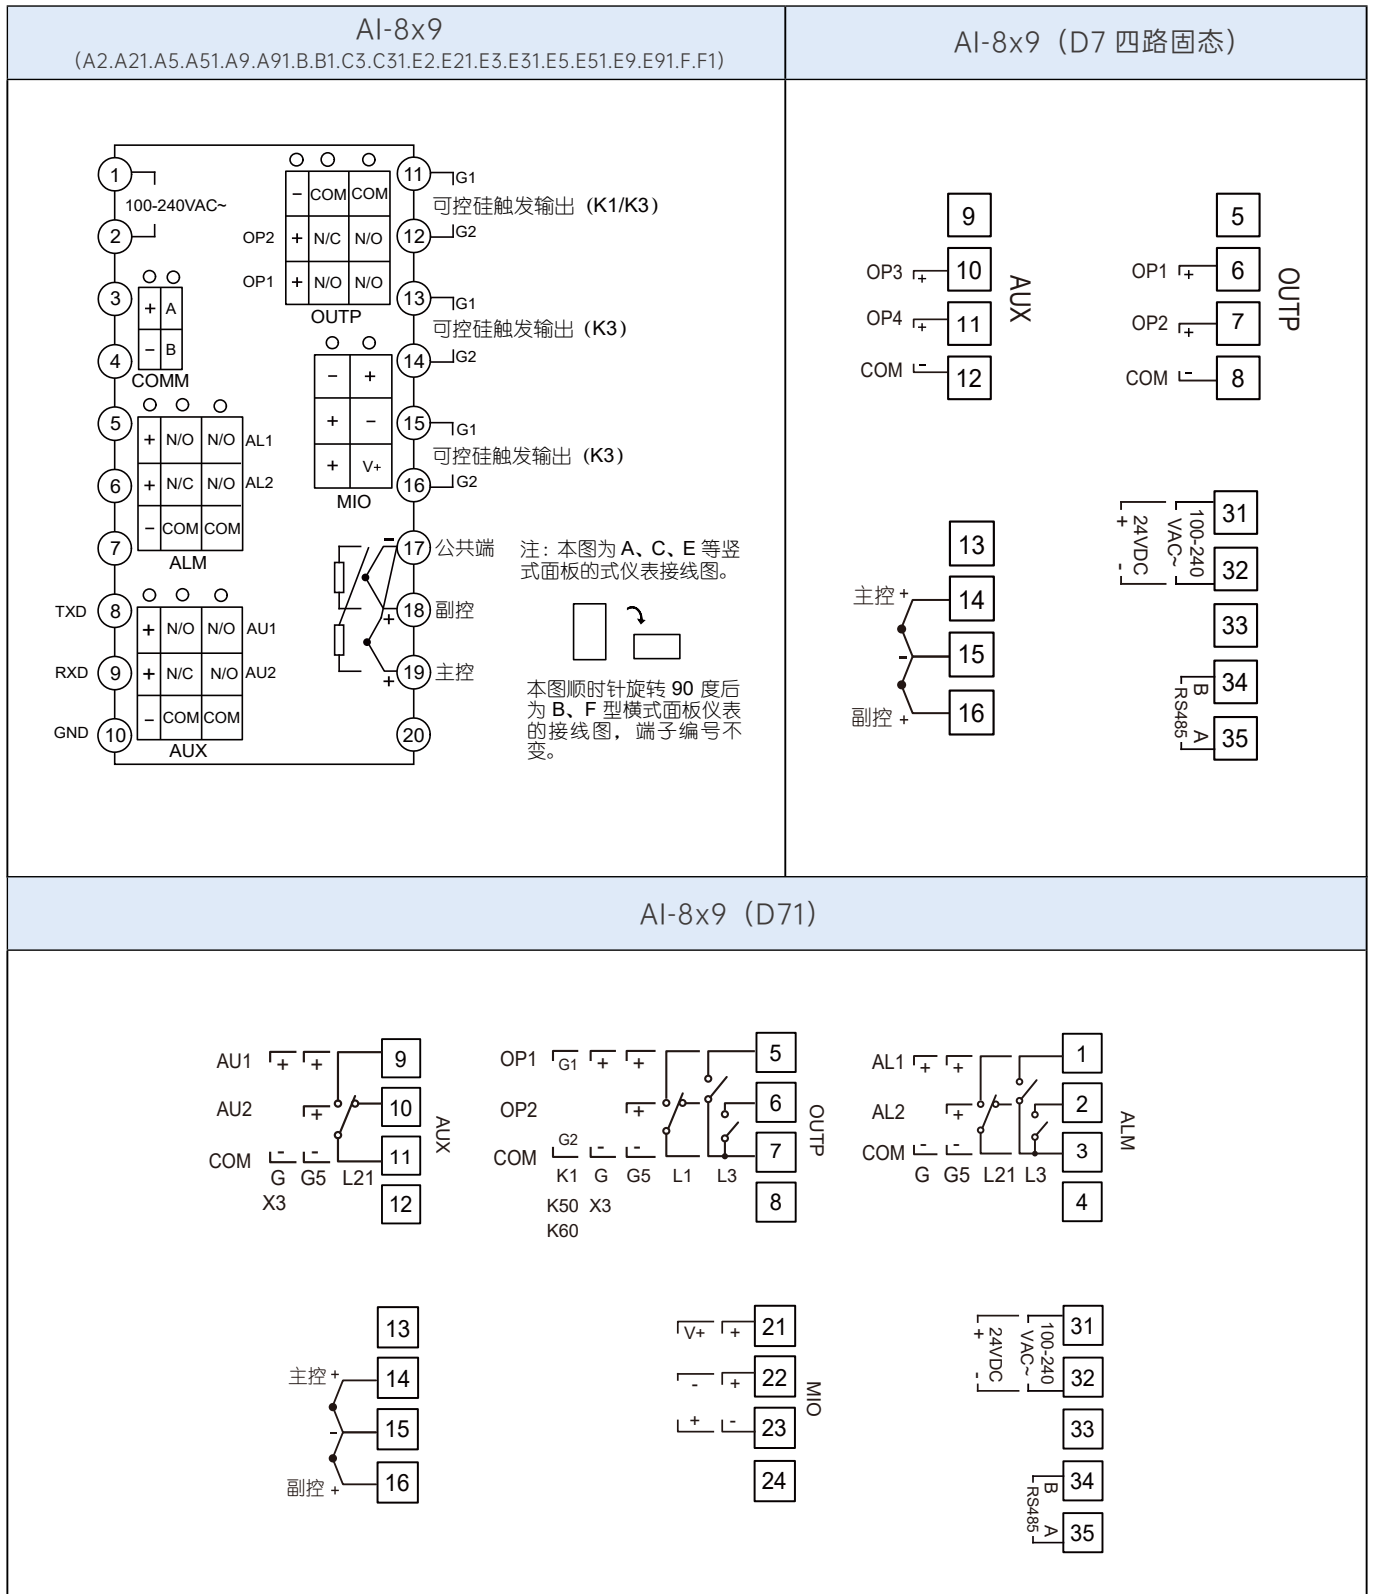 AI-8x9
（A2.A21.A5.A51.A9.A91.B.B1.C3.C31.E2.E21.E3.E31.E5.E51.E9.E91.F.F1）
AI-8x9（D7 四路固态）
1
100-240VAC~
2
3
4
+ A
- B
COMM
5
6
7
+ N/O N/O AL1
+ N/C N/O AL2
- COM COM
ALM
TXD 8
RXD 9
GND 10
+ N/O N/O AU1
+ N/C N/O AU2
- COM COM
AUX
- COM COM
OP2 + N/C N/O
OP1 + N/O N/O
OUTP
- +
+ -
+ V+
MIO
11 G1
可控硅触发输出（K1/K3）
12 G2
13 G1
可控硅触发输出（K3）
14 G2
15 G1
可控硅触发输出（K3）
16 G2
- 17 公共端
+ 18 副控
+ 19 主控
20
注：本图为 A、C、E 等竖
式面板的式仪表接线图。
本图顺时针旋转 90 度后
为 B、F 型横式面板仪表
的接线图，端子编号不
变。
9
OP3 + 10
OP4 + 11
COM - 12
AUX
5
OP1 + 6
OP2 + 7
COM - 8
OUTP
13
主控 + 14
- 15
副控 + 16
31
32
33
34
35
100-240
VAC~
24VDC
+ -
B A
RS485
AI-8x9（D71）
AU1 + + 9
AU2 + 10
COM - - 11
G G5 L21
X3 12
AUX
OP1 G1 + + 5
OP2 + 6
COM G2 - - 7
K1 G G5 L1 L3
K50 X3 8
K60
OUTP
AL1 + + 1
AL2 + 2
COM - - 3
G G5 L21 L3
4
ALM
13
主控 + 14
- 15
副控 + 16
V+ + 21
- + 22
+ - 23
24
MIO
31
32
33
34
35
100-240
VAC~
24VDC
+ -
B A
RS485